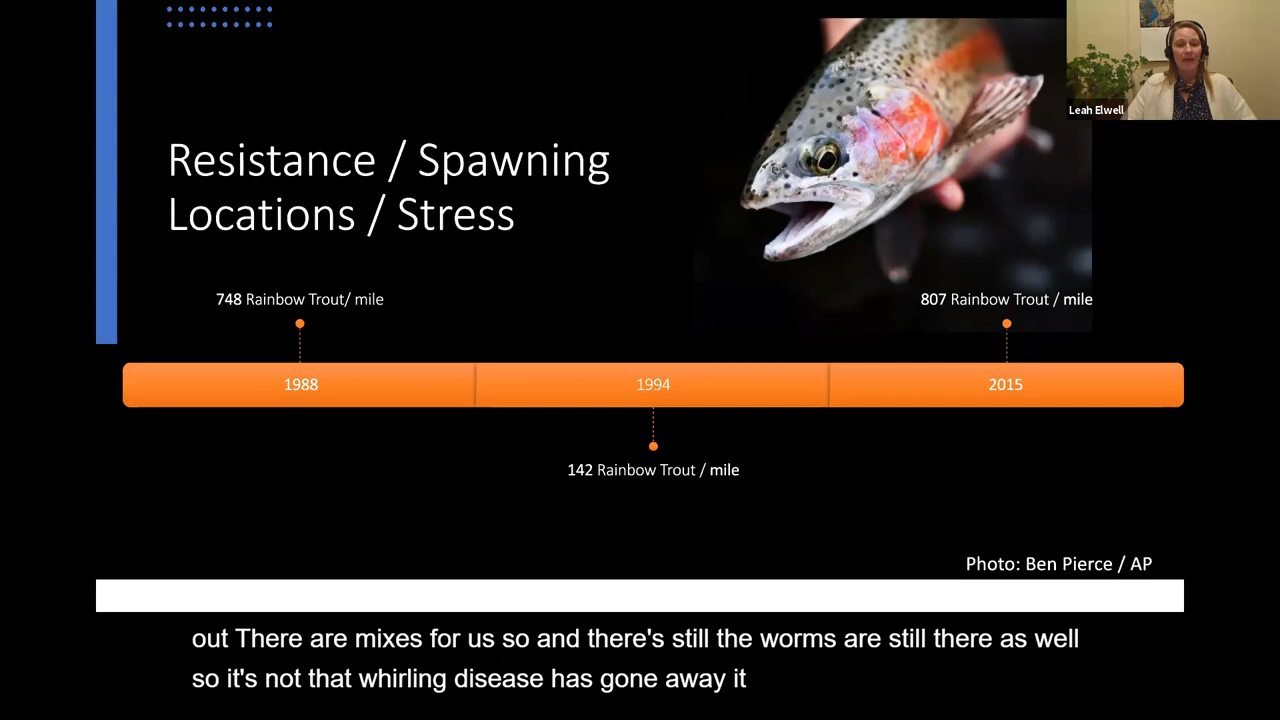 Leah Elwell
Resistance / Spawning
Locations / Stress
748 Rainbow Trout/ mile
807 Rainbow Trout / mile
1988
1994
2015
142 Rainbow Trout / mile
Photo: Ben Pierce / AP
out There are mixes for us so and there's still the worms are still there as well
so it's not that whirling disease has gone away it